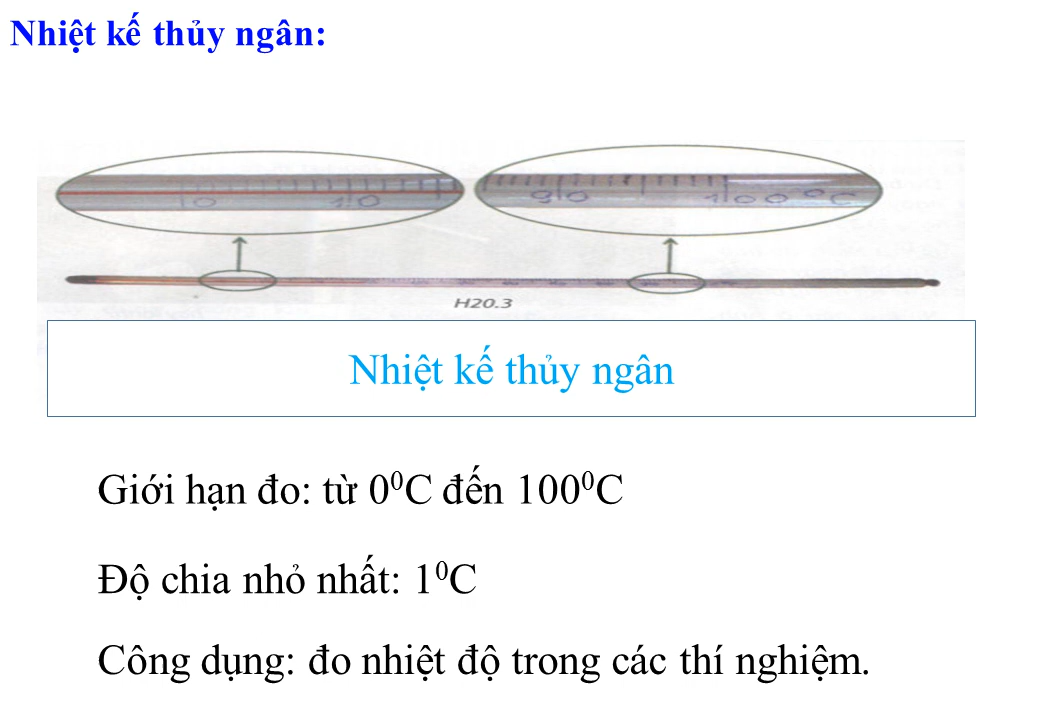 Nhiệt kế thủy ngân:
0 10
90 100 °C
H20.3
Nhiệt kế thủy ngân
Giới hạn đo: từ 0⁰C đến 100⁰C
Độ chia nhỏ nhất: 1⁰C
Công dụng: đo nhiệt độ trong các thí nghiệm.